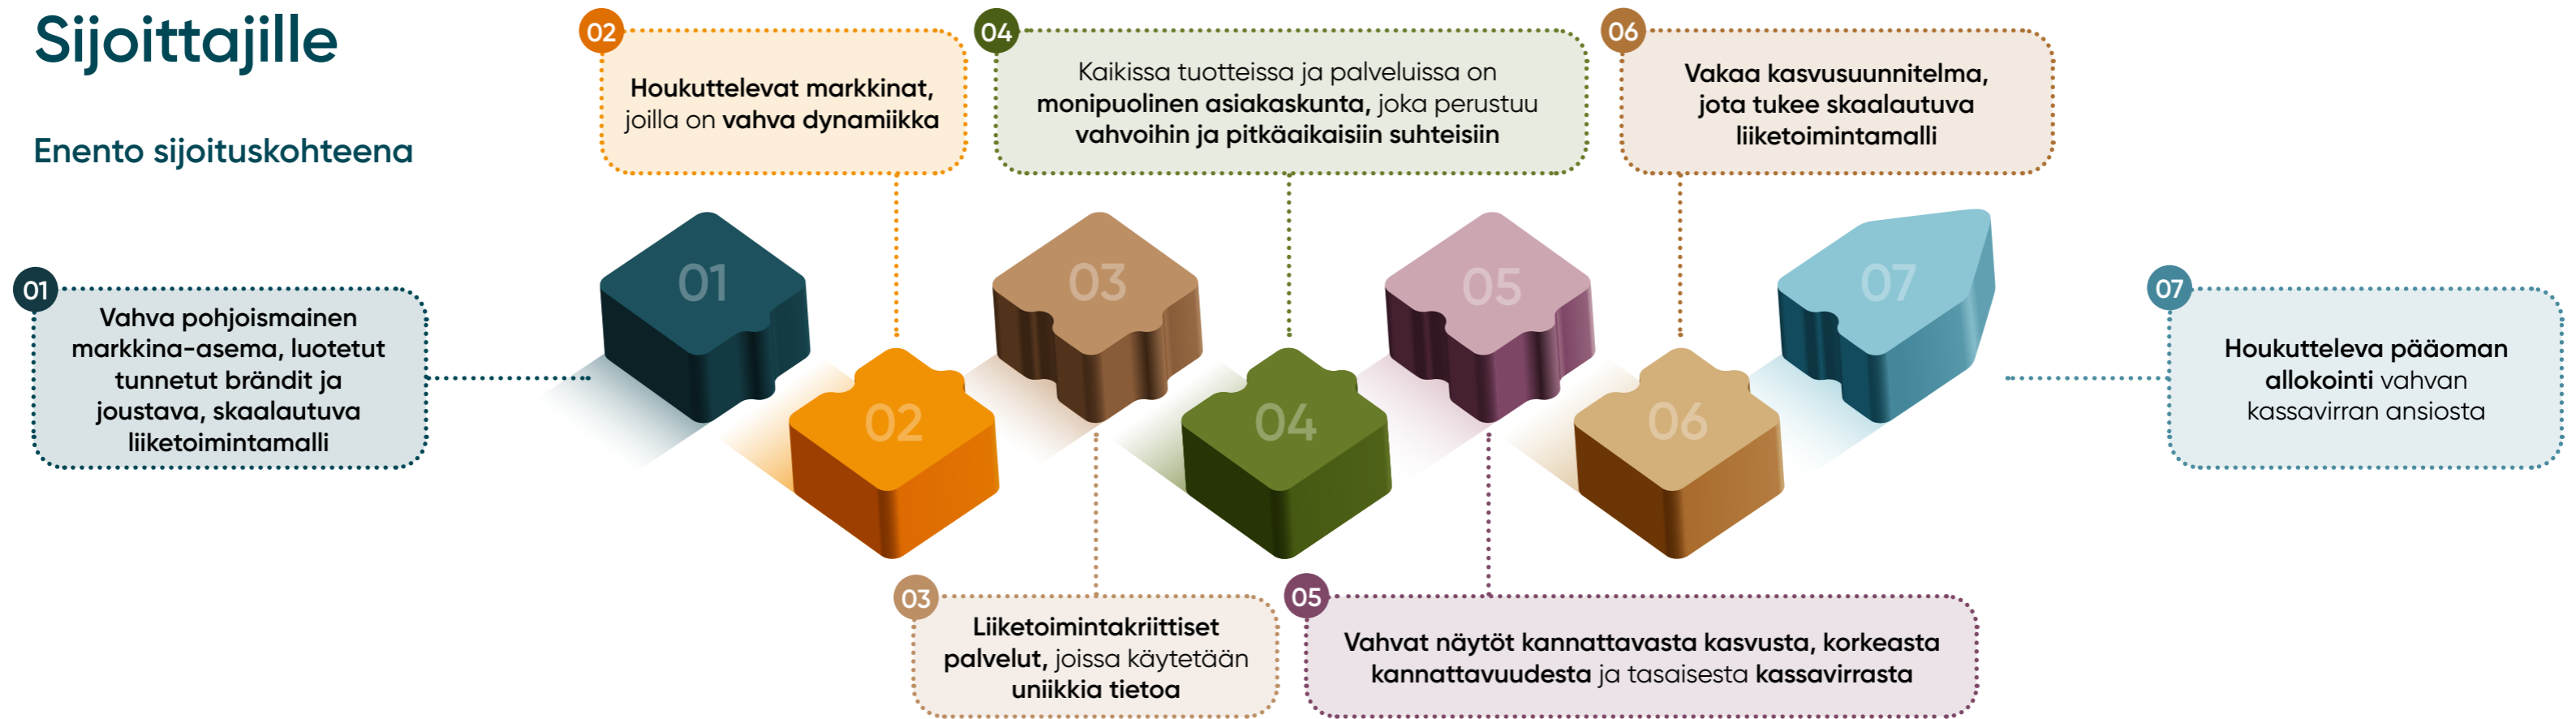 Sijoittajille
Enento sijoituskohteena
01
Vahva pohjoismainen
markkina-asema, luotetut
tunnetut brändit ja
joustava, skaalautuva
liiketoimintamalli
02
Houkuttelevat markkinat,
joilla on vahva dynamiikka
03
Liiketoimintakriittiset
palvelut, joissa käytetään
uniikkia tietoa
04
Kaikissa tuotteissa ja palveluissa on
monipuolinen asiakaskunta, joka perustuu
vahvoihin ja pitkäaikaisiin suhteisiin
05
Vahvat näytöt kannattavasta kasvusta, korkeasta
kannattavuudesta ja tasaisesta kassavirrasta
06
Vakaa kasvusuunnitelma,
jota tukee skaalautuva
liiketoimintamalli
07
Houkutteleva pääoman
allokointi vahvan
kassavirran ansiosta
01
02
03
04
05
06
07